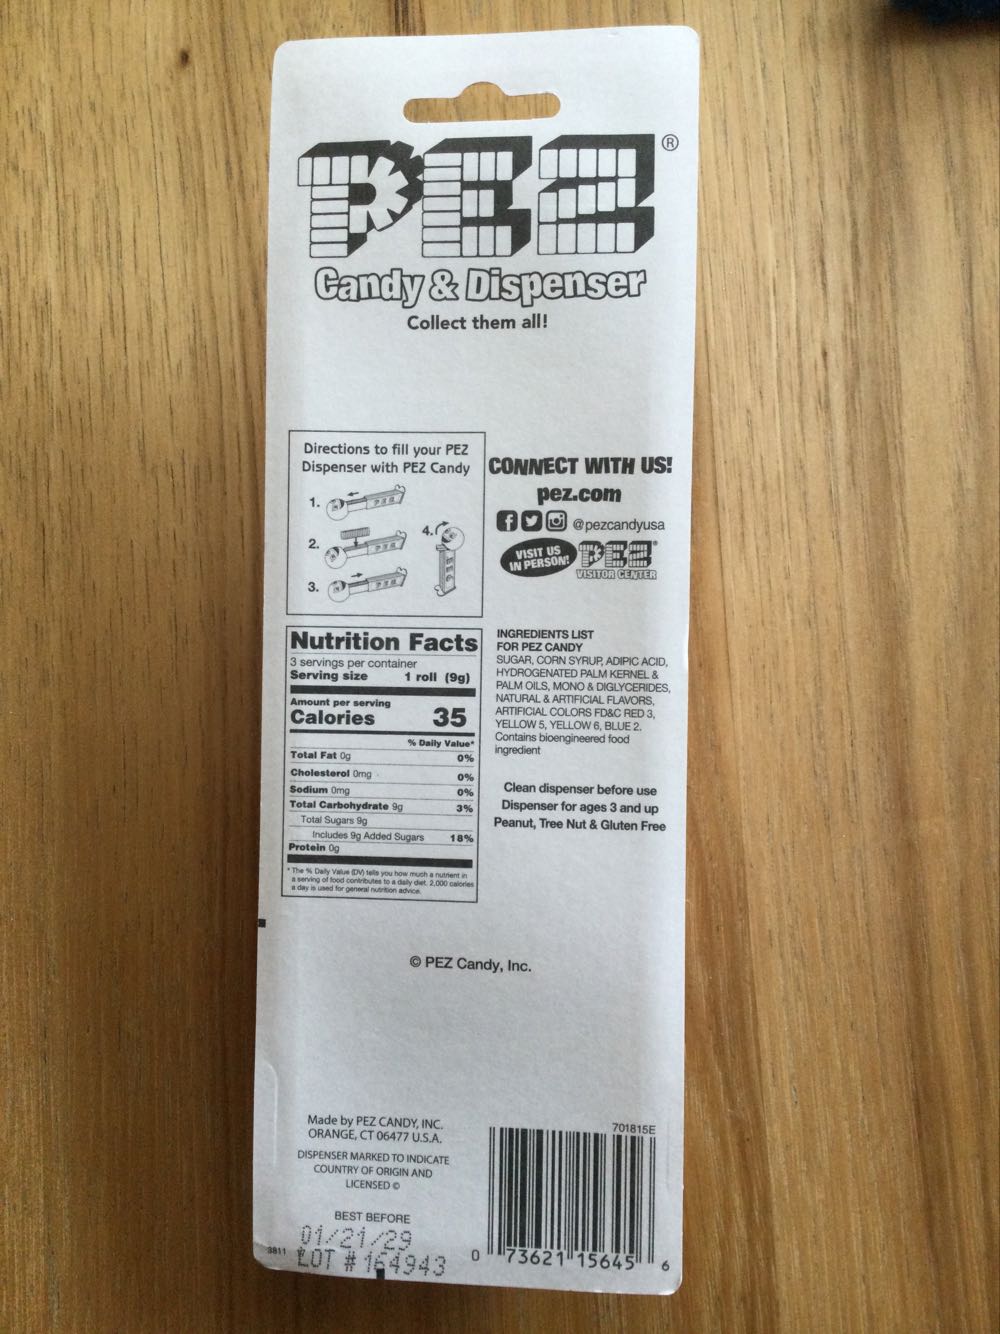 PEZ®
Candy & Dispenser
Collect them all!
Directions to fill your PEZ
Dispenser with PEZ Candy
1.
PEZ
2.
PEZ
3.
PEZ
4.
PEZ
CONNECT WITH US!
pez.com
@pezcandyusa
VISIT US
IN PERSON!
PEZ®
VISITOR CENTER
Nutrition Facts
3 servings per container
Serving size 1 roll (9g)
Amount per serving
Calories 35
% Daily Value*
Total Fat 0g 0%
Cholesterol 0mg 0%
Sodium 0mg 0%
Total Carbohydrate 9g 3%
Total Sugars 9g
Includes 9g Added Sugars 18%
Protein 0g
* The % Daily Value (DV) tells you how much a nutrient in
a serving of food contributes to a daily diet. 2,000 calories
a day is used for general nutrition advice.
INGREDIENTS LIST
FOR PEZ CANDY
SUGAR, CORN SYRUP, ADIPIC ACID,
HYDROGENATED PALM KERNEL &
PALM OILS, MONO & DIGLYCERIDES,
NATURAL & ARTIFICIAL FLAVORS,
ARTIFICIAL COLORS FD&C RED 3,
YELLOW 5, YELLOW 6, BLUE 2.
Contains bioengineered food
ingredient
Clean dispenser before use
Dispenser for ages 3 and up
Peanut, Tree Nut & Gluten Free
© PEZ Candy, Inc.
Made by PEZ CANDY, INC.
ORANGE, CT 06477 U.S.A.
DISPENSER MARKED TO INDICATE
COUNTRY OF ORIGIN AND
LICENSED ©
BEST BEFORE
01/21/29
LOT # 164943
3811
701815E
0 73621 15645 6